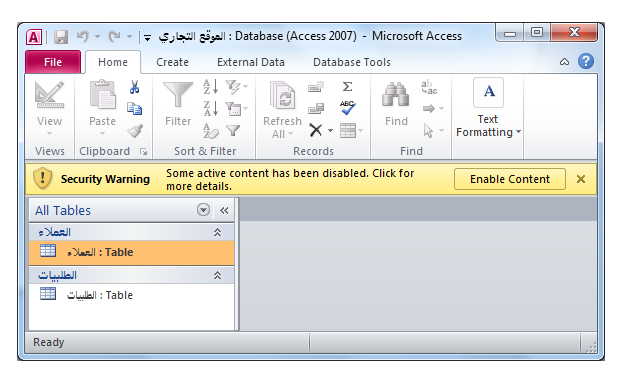 الموقع التجاري : Database (Access 2007) - Microsoft Access
File Home Create External Data Database Tools
View
Paste
Filter
Refresh All
Find
Text Formatting
Views Clipboard Sort & Filter Records Find
Security Warning Some active content has been disabled. Click for more details. Enable Content
All Tables
العملاء
العملاء : Table
الطلبيات
الطلبيات : Table
Ready